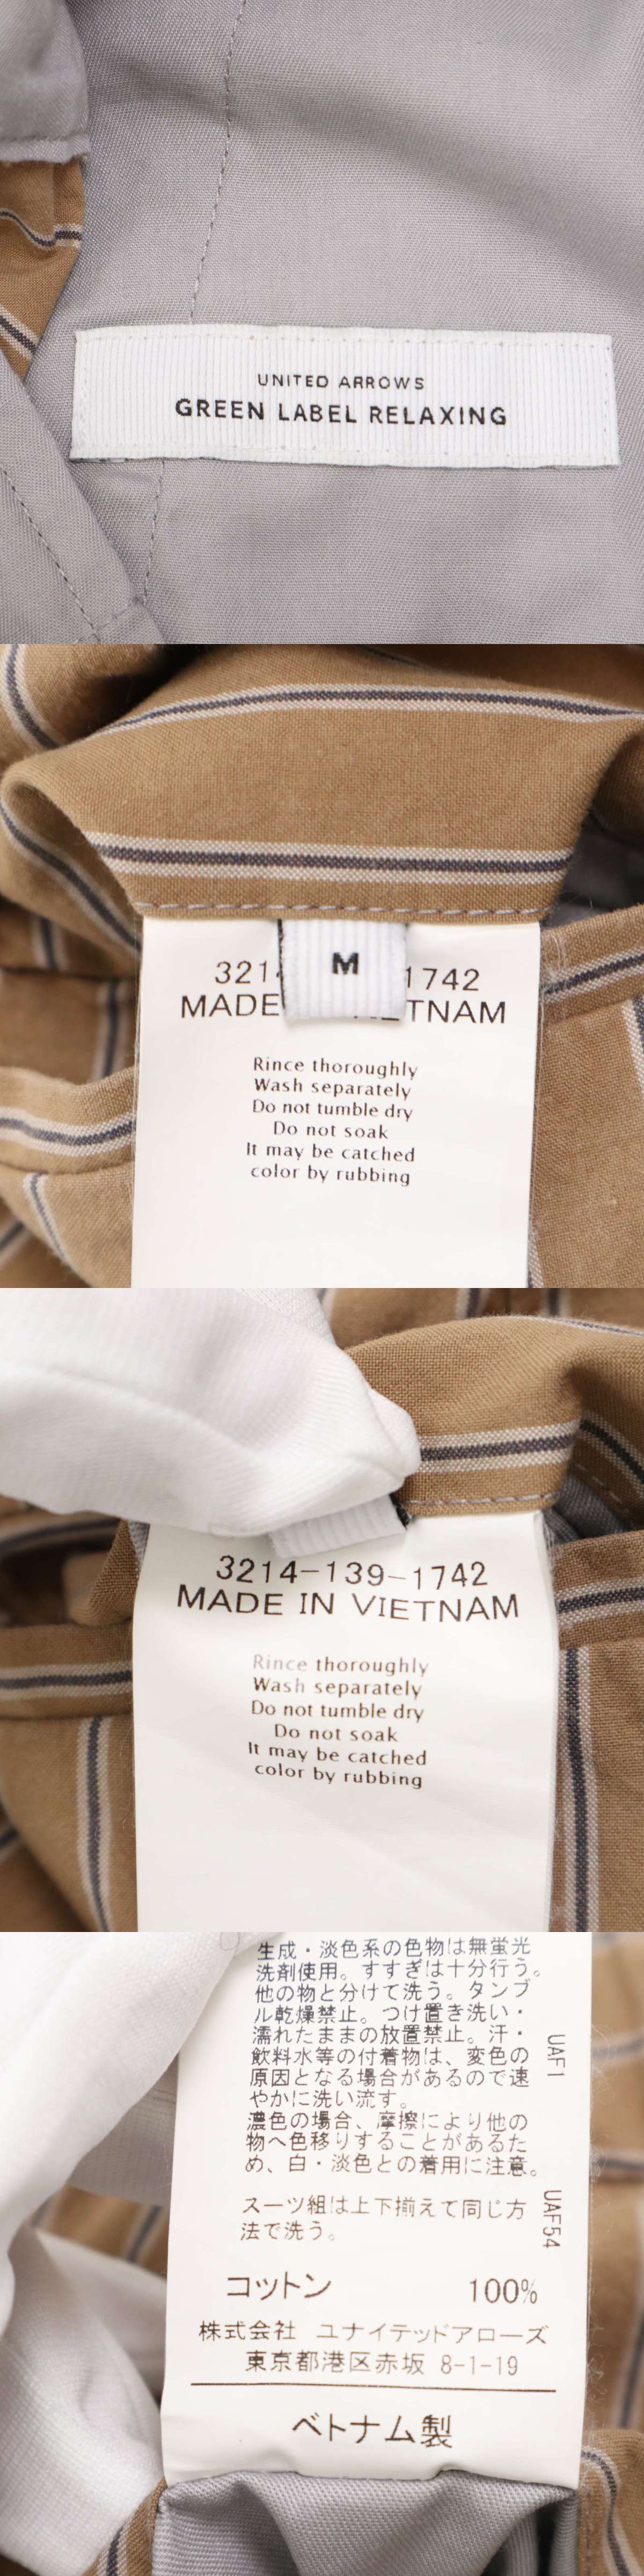 UNITED ARROWS
GREEN LABEL RELAXING
M
1742
MADE
Rince thoroughly
Wash separately
Do not tumble dry
Do not soak
It may be catched
color by rubbing
3214-139-1742
MADE IN VIETNAM
Rince thoroughly
Wash separately
Do not tumble dry
Do not soak
It may be catched
color by rubbing
生成・淡色系の色物は無蛍光
洗剤使用。すすぎは十分行う。
他の物と分けて洗う。タンブ
ル乾燥禁止。つけ置き洗い・
濡れたままの放置禁止。汗・
飲料水等の付着物は、変色の
原因となる場合があるので速
やかに洗い流す。
濃色の場合、摩擦により他の
物へ色移りすることがあるた
め、白・淡色との着用に注意。
スーツ組は上下揃えて同じ方
法で洗う。
UAF1
UAF54
コットン 100%
株式会社 ユナイテッドアローズ
東京都港区赤坂 8-1-19
ベトナム製